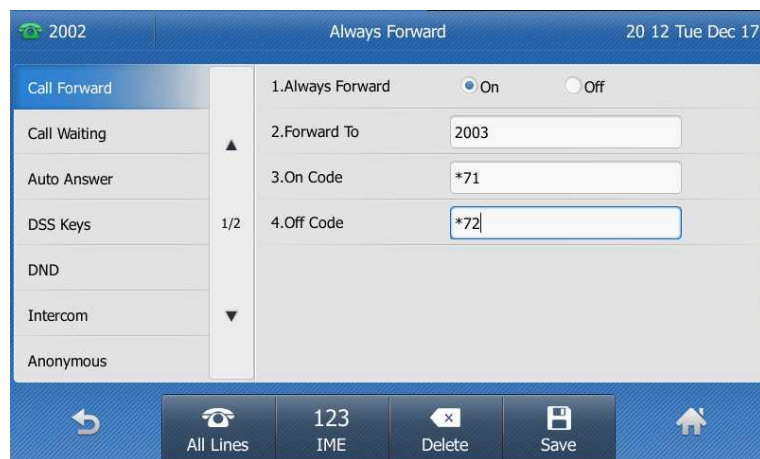 2002 Always Forward 20 12 Tue Dec 17
Call Forward 1.Always Forward On Off
Call Waiting 2.Forward To 2003
Auto Answer 3.On Code *71
DSS Keys 1/2 4.Off Code *72
DND
Intercom
Anonymous
All Lines 123 IME Delete Save